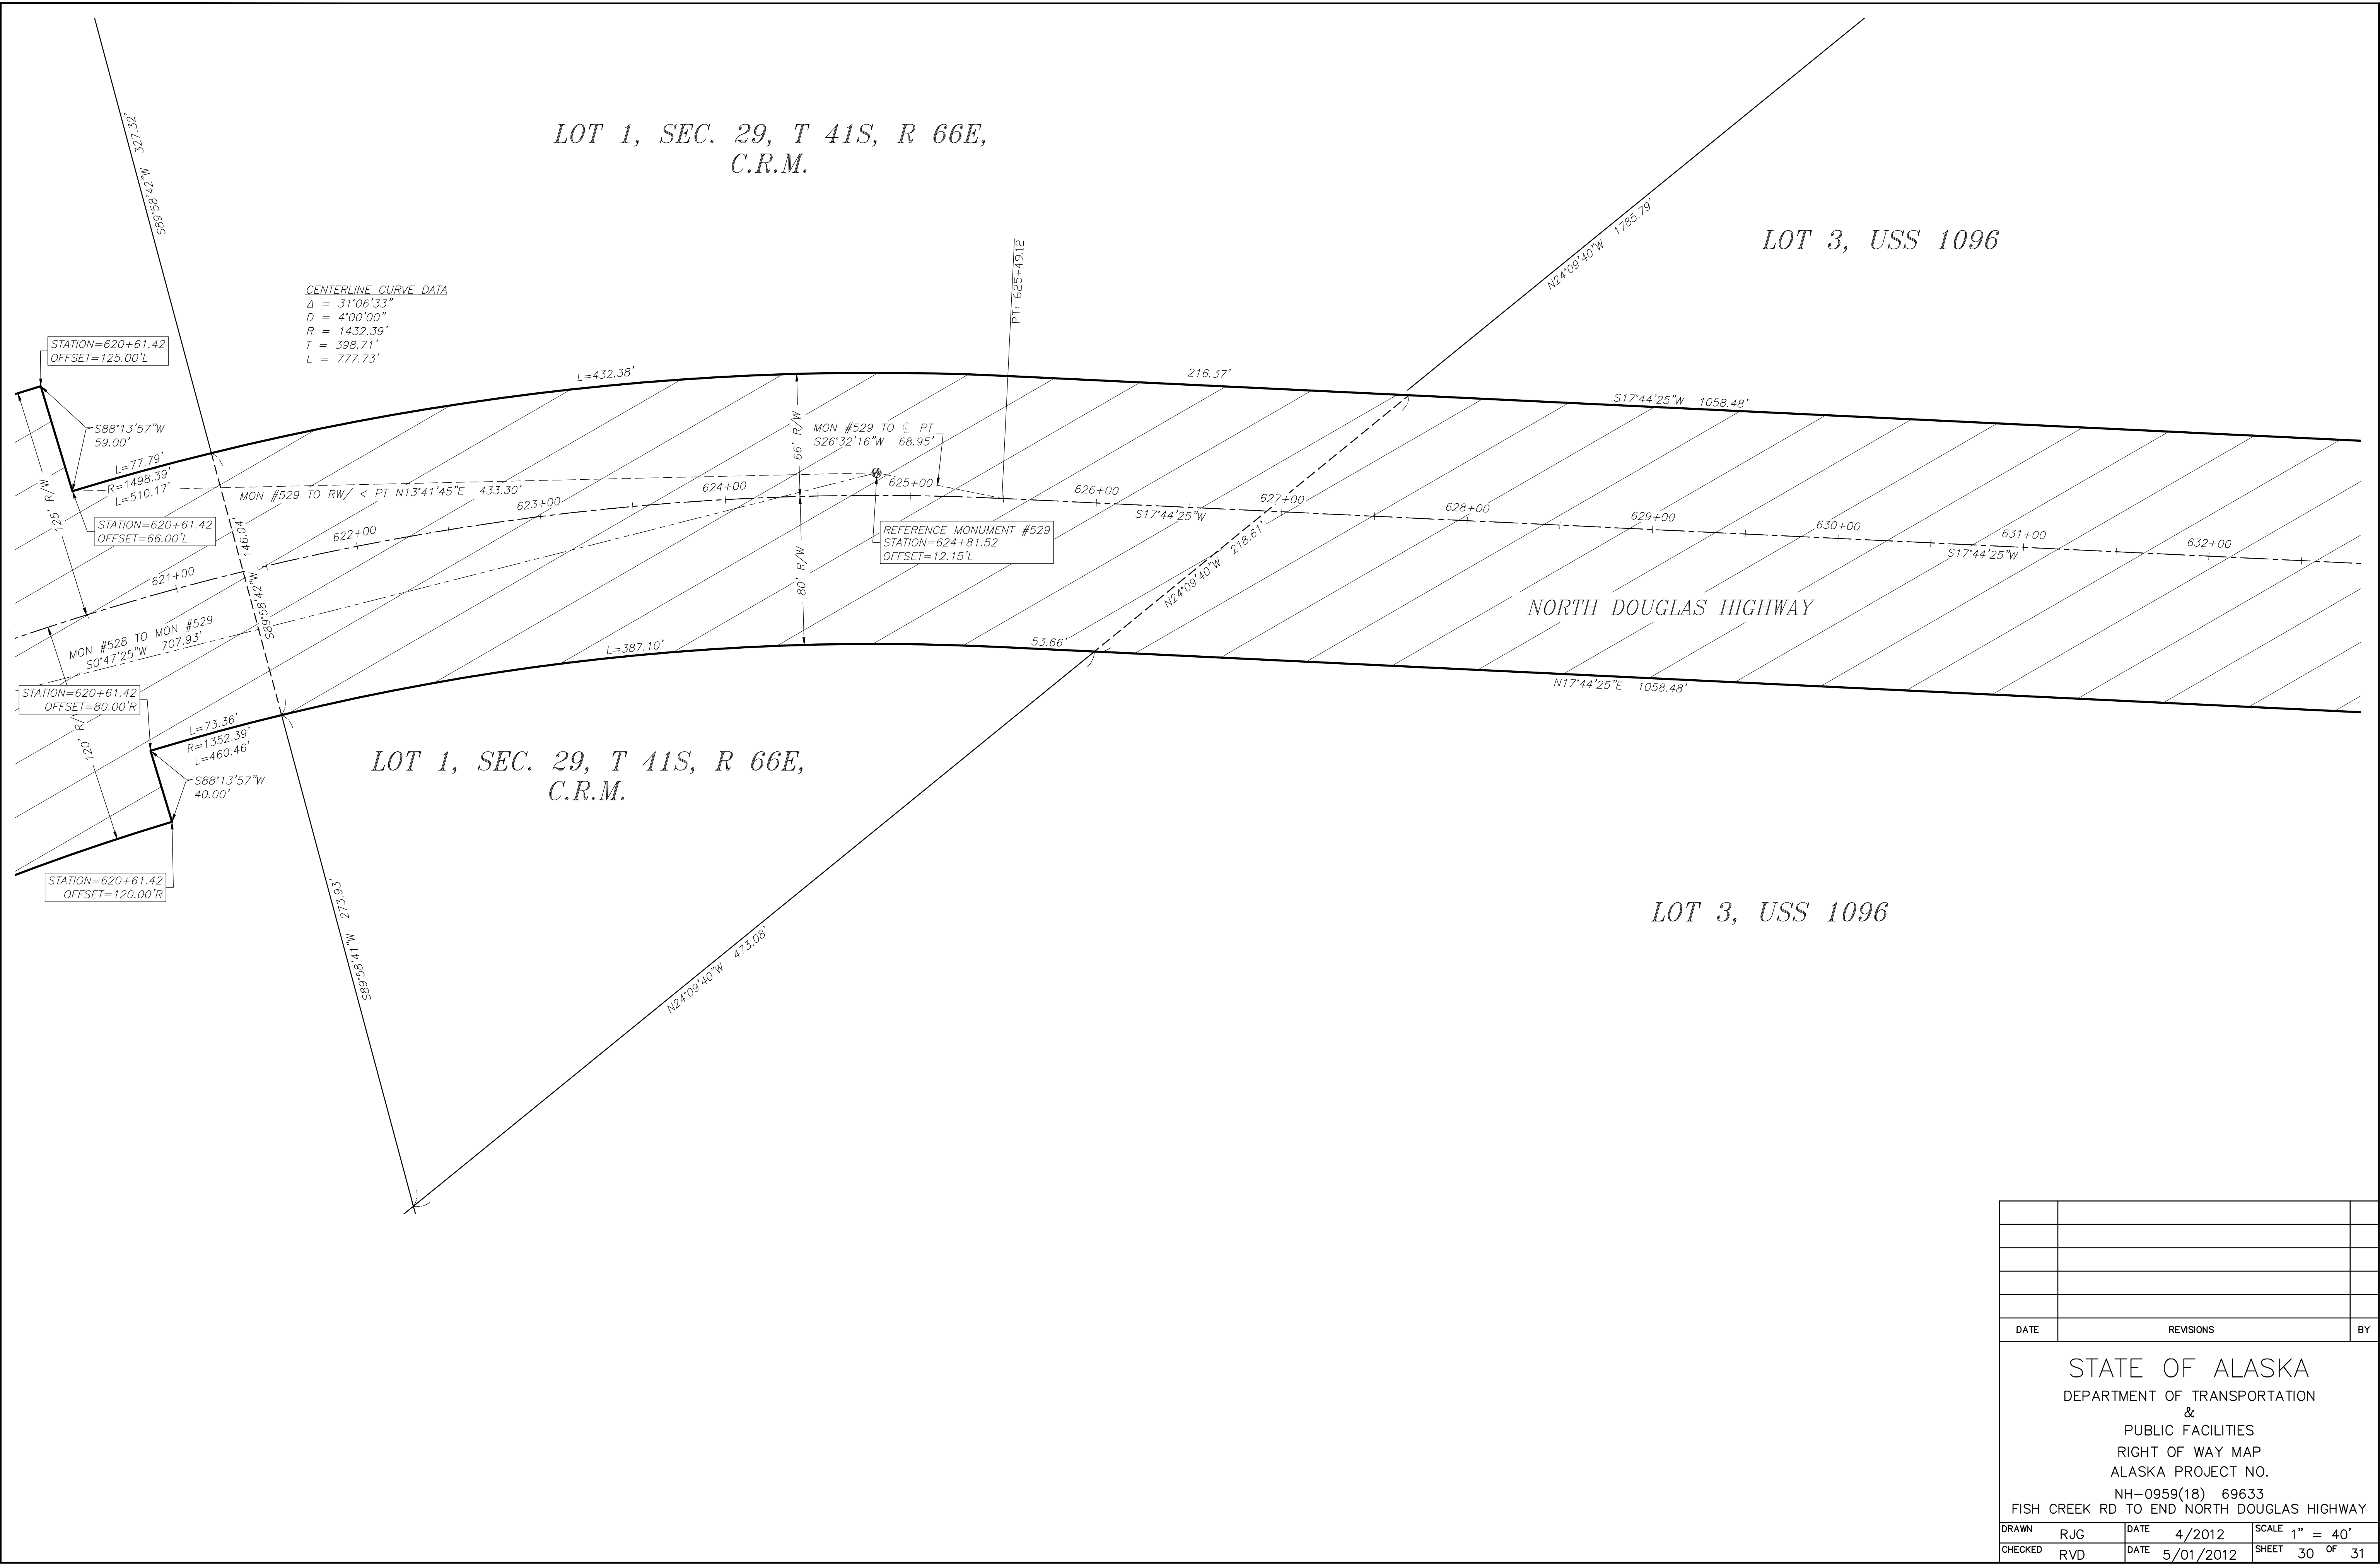 LOT 1, SEC. 29, T 41S, R 66E,
C.R.M.
S89°58'42"W 327.32'
N24°09'40"W 1785.79'
LOT 3, USS 1096
CENTERLINE CURVE DATA
Δ = 31°06'33"
D = 4°00'00"
R = 1432.39'
T = 398.71'
L = 777.73'
PT: 625+49.12
STATION=620+61.42
OFFSET=125.00'L
L=432.38'
216.37'
S17°44'25"W 1058.48'
S88°13'57"W
59.00'
125' R/W
L=77.79'
R=1498.39'
L=510.17'
MON #529 TO RW/ < PT N13°41'45"E 433.30'
66' R/W
MON #529 TO ℄ PT
S26°32'16"W 68.95'
STATION=620+61.42
OFFSET=66.00'L
621+00
622+00
623+00
624+00
625+00
626+00
627+00
628+00
629+00
630+00
631+00
632+00
S17°44'25"W
S17°44'25"W
REFERENCE MONUMENT #529
STATION=624+81.52
OFFSET=12.15'L
S89°58'42"W 146.04'
80' R/W
N24°09'40"W 218.61'
NORTH DOUGLAS HIGHWAY
MON #528 TO MON #529
S0°47'25"W 707.93'
L=387.10'
53.66'
N17°44'25"E 1058.48'
STATION=620+61.42
OFFSET=80.00'R
120' R/
L=73.36'
R=1352.39'
L=460.46'
S88°13'57"W
40.00'
LOT 1, SEC. 29, T 41S, R 66E,
C.R.M.
STATION=620+61.42
OFFSET=120.00'R
S89°58'41"W 273.93'
N24°09'40"W 473.08'
LOT 3, USS 1096
DATE REVISIONS BY
STATE OF ALASKA
DEPARTMENT OF TRANSPORTATION
&
PUBLIC FACILITIES
RIGHT OF WAY MAP
ALASKA PROJECT NO.
NH-0959(18) 69633
FISH CREEK RD TO END NORTH DOUGLAS HIGHWAY
DRAWN RJG DATE 4/2012 SCALE 1" = 40'
CHECKED RVD DATE 5/01/2012 SHEET 30 OF 31